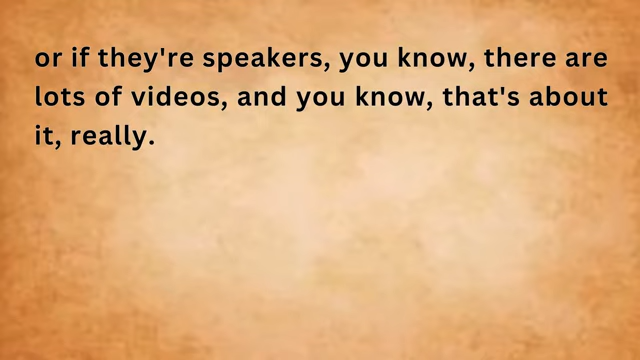 or if they're speakers, you know, there are
lots of videos, and you know, that's about
it, really.